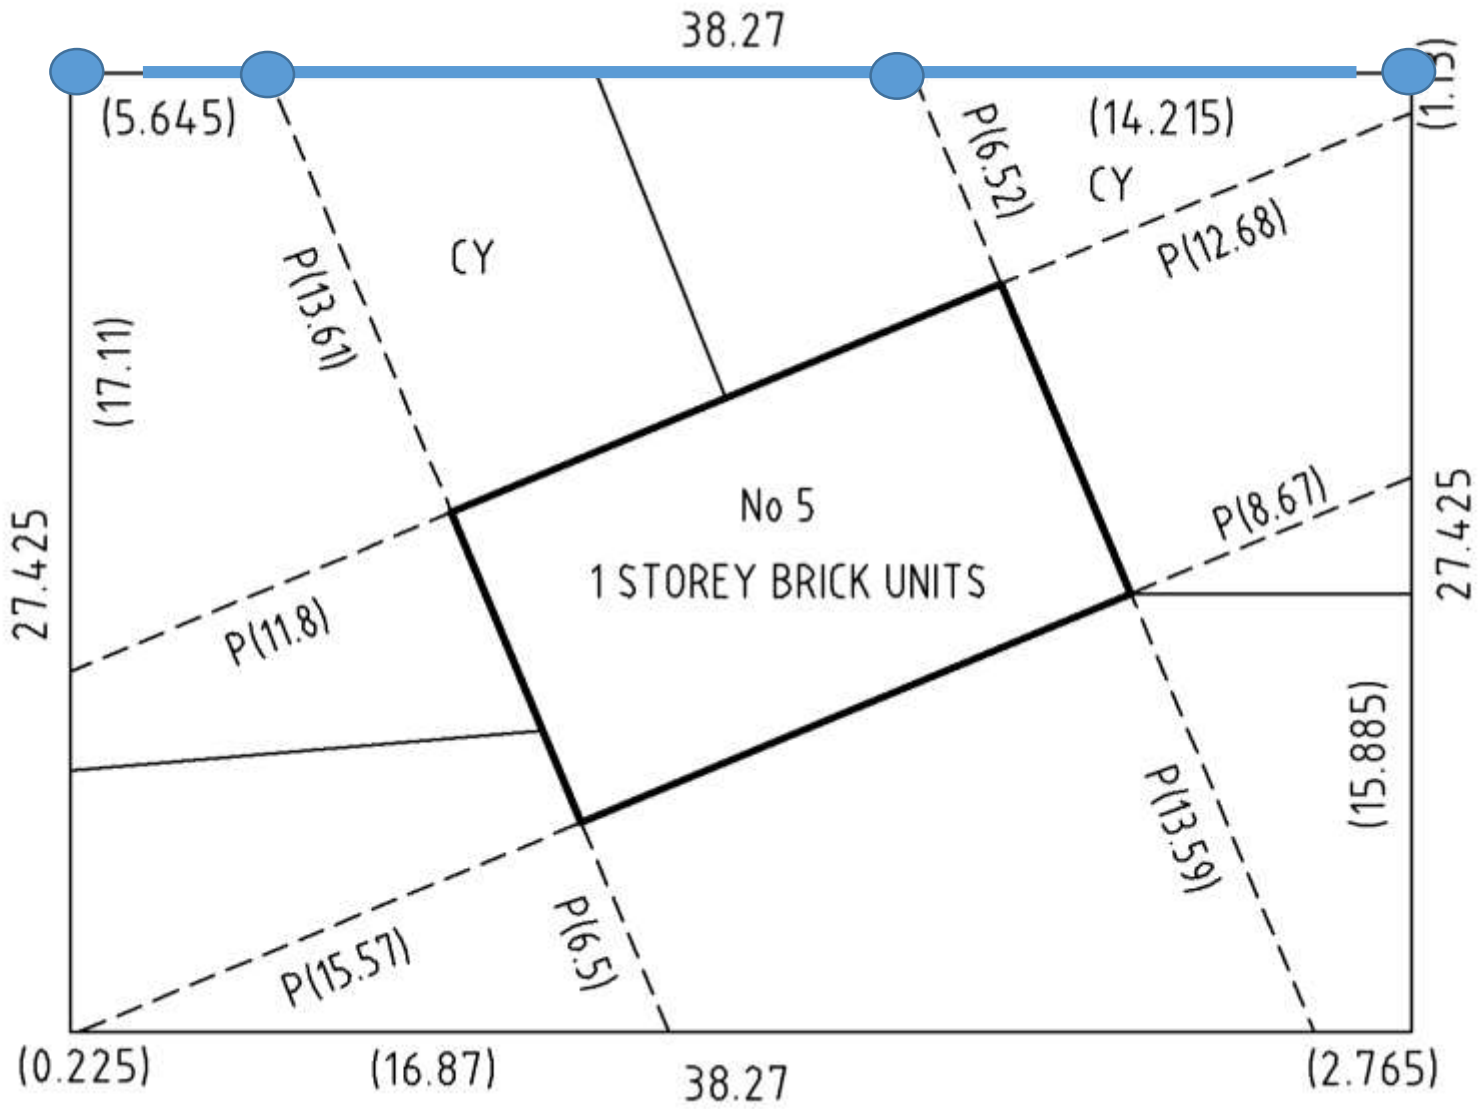 38.27
(1.13)
(5.645)
(14.215)
P(6.52)
CY
P(12.68)
CY
P(13.61)
(17.11)
No 5
P(8.67)
1 STOREY BRICK UNITS
27.425
27.425
P(11.8)
(15.885)
P(13.59)
P(6.5)
P(15.57)
(0.225)
(16.87)
38.27
(2.765)